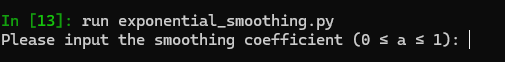 In [13]: run exponential_smoothing.py
Please input the smoothing coefficient (0 ≤ a ≤ 1):